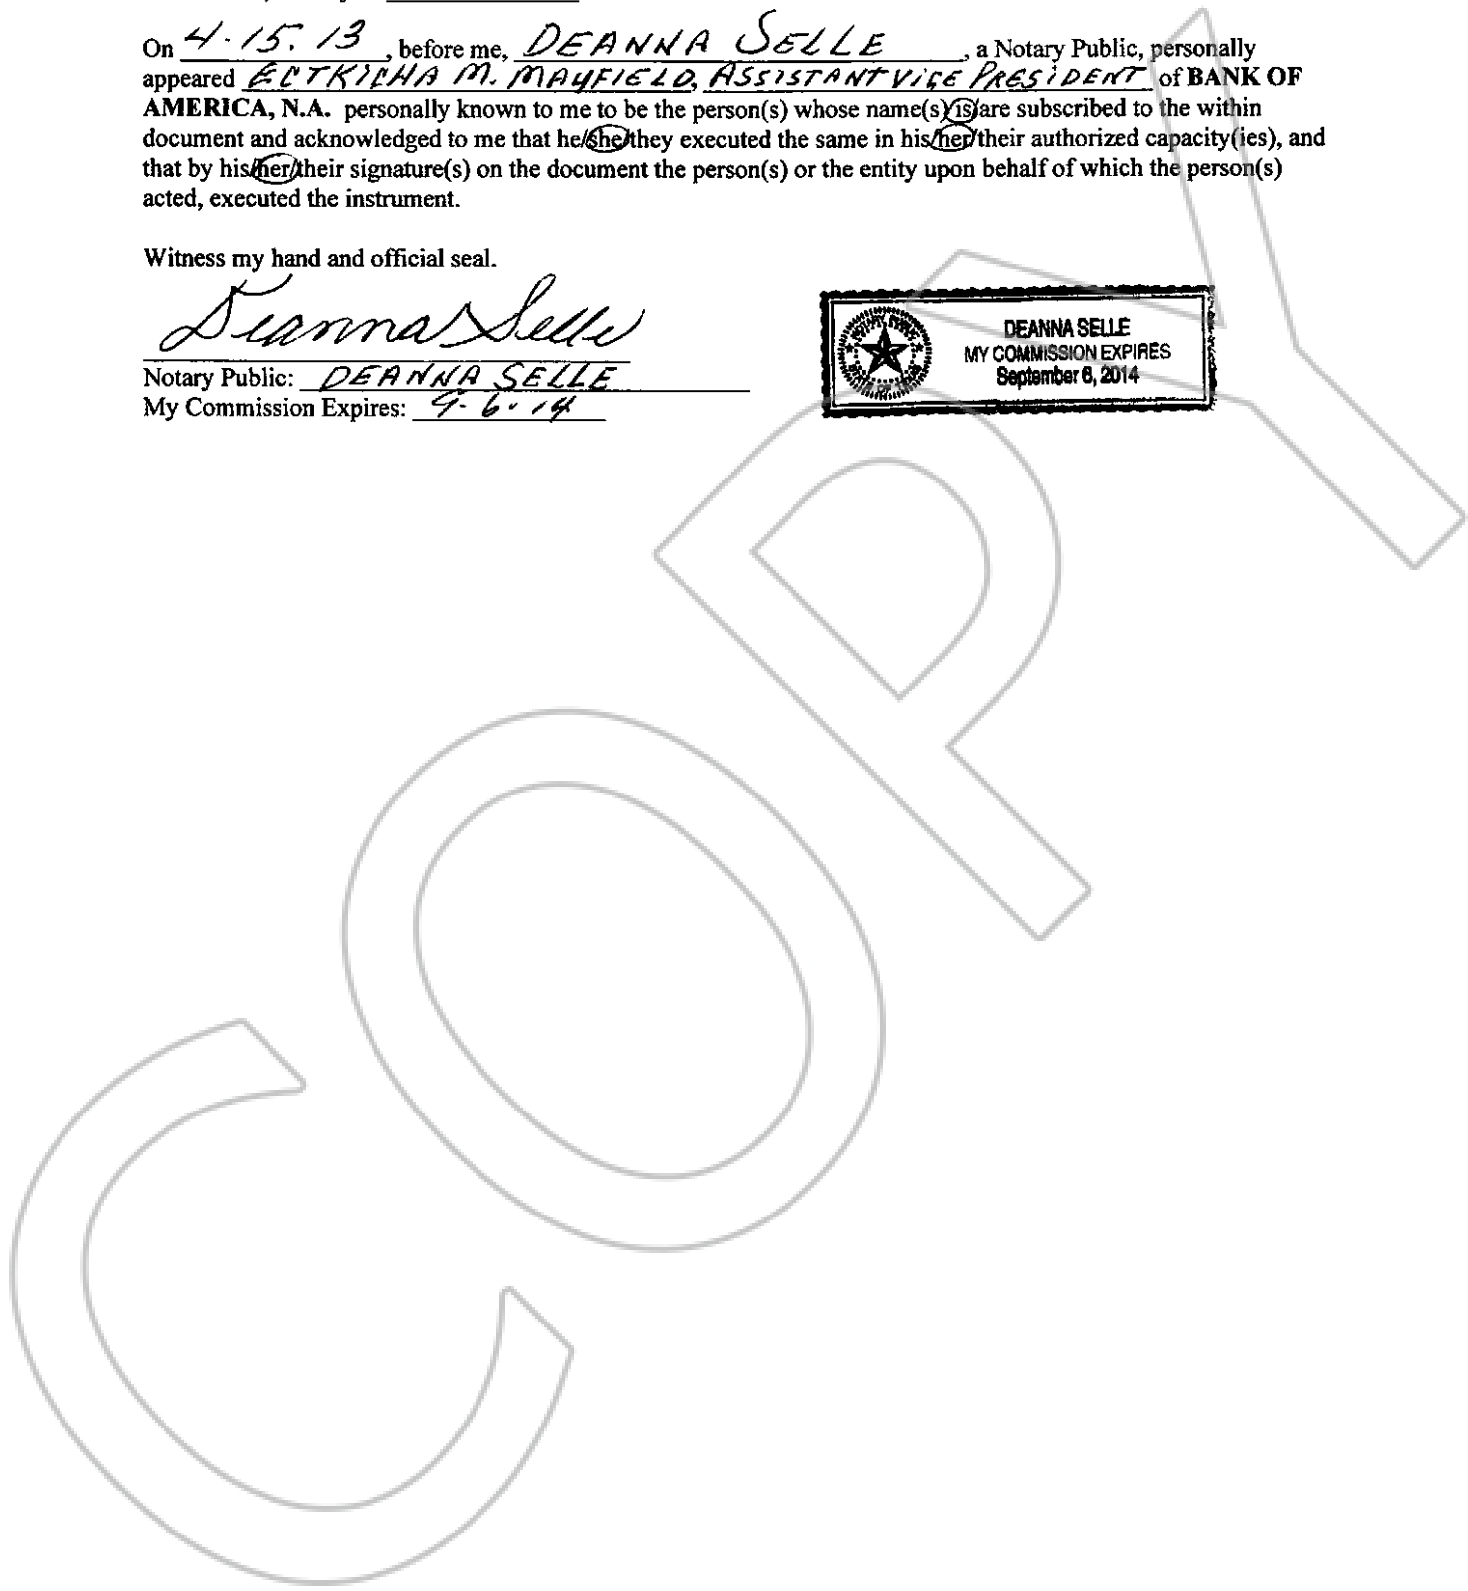 On 4-15.13, before me, DEANNA SELLE, a Notary Public, personally
appeared ECTKICHA M. MAYFIELD, ASSISTANT VICE PRESIDENT of BANK OF
AMERICA, N.A. personally known to me to be the person(s) whose name(s) is/are subscribed to the within
document and acknowledged to me that he/she/they executed the same in his/her/their authorized capacity(ies), and
that by his/her/their signature(s) on the document the person(s) or the entity upon behalf of which the person(s)
acted, executed the instrument.
Witness my hand and official seal.
Deanna Selle
Notary Public: DEANNA SELLE
My Commission Expires: 9-6-14
DEANNA SELLE
MY COMMISSION EXPIRES
September 6, 2014
COPY